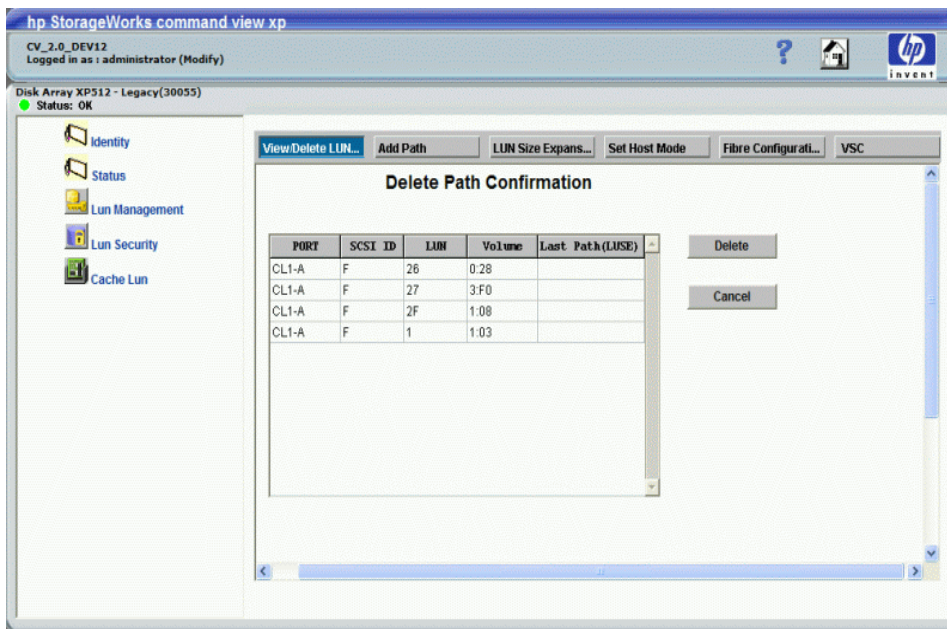 hp StorageWorks command view xp
CV_2.0_DEV12
Logged in as : administrator (Modify)
?
hp
invent
Disk Array XP512 - Legacy(30055)
Status: OK
Identity
Status
Lun Management
Lun Security
Cache Lun
View/Delete LUN... Add Path LUN Size Expans... Set Host Mode Fibre Configurati... VSC
Delete Path Confirmation
PORT SCSI ID LUN Volume Last Path(LUSE)
CL1-A F 26 0:28
CL1-A F 27 3:F0
CL1-A F 2F 1:08
CL1-A F 1 1:03
Delete
Cancel